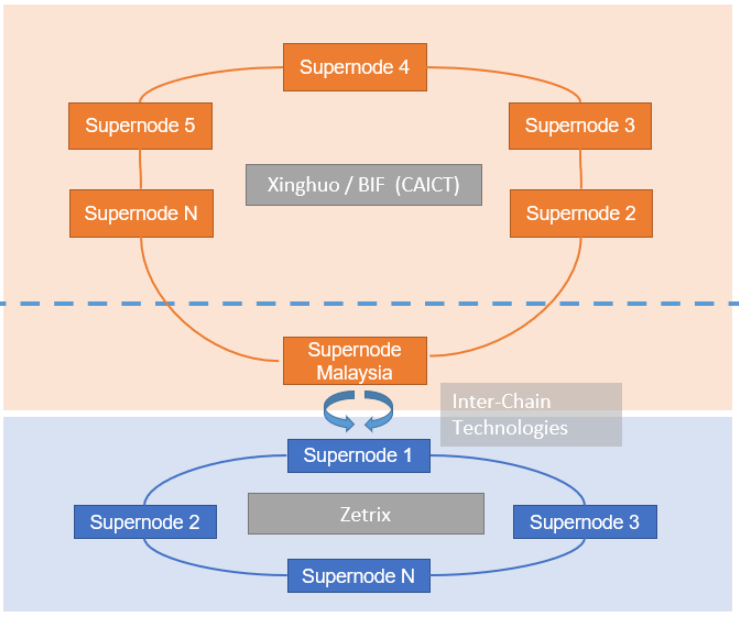 Supernode 4
Supernode 5
Supernode 3
Xinghuo / BIF (CAICT)
Supernode N
Supernode 2
Supernode
Malaysia
Inter-Chain
Technologies
Supernode 1
Zetrix
Supernode 2
Supernode 3
Supernode N